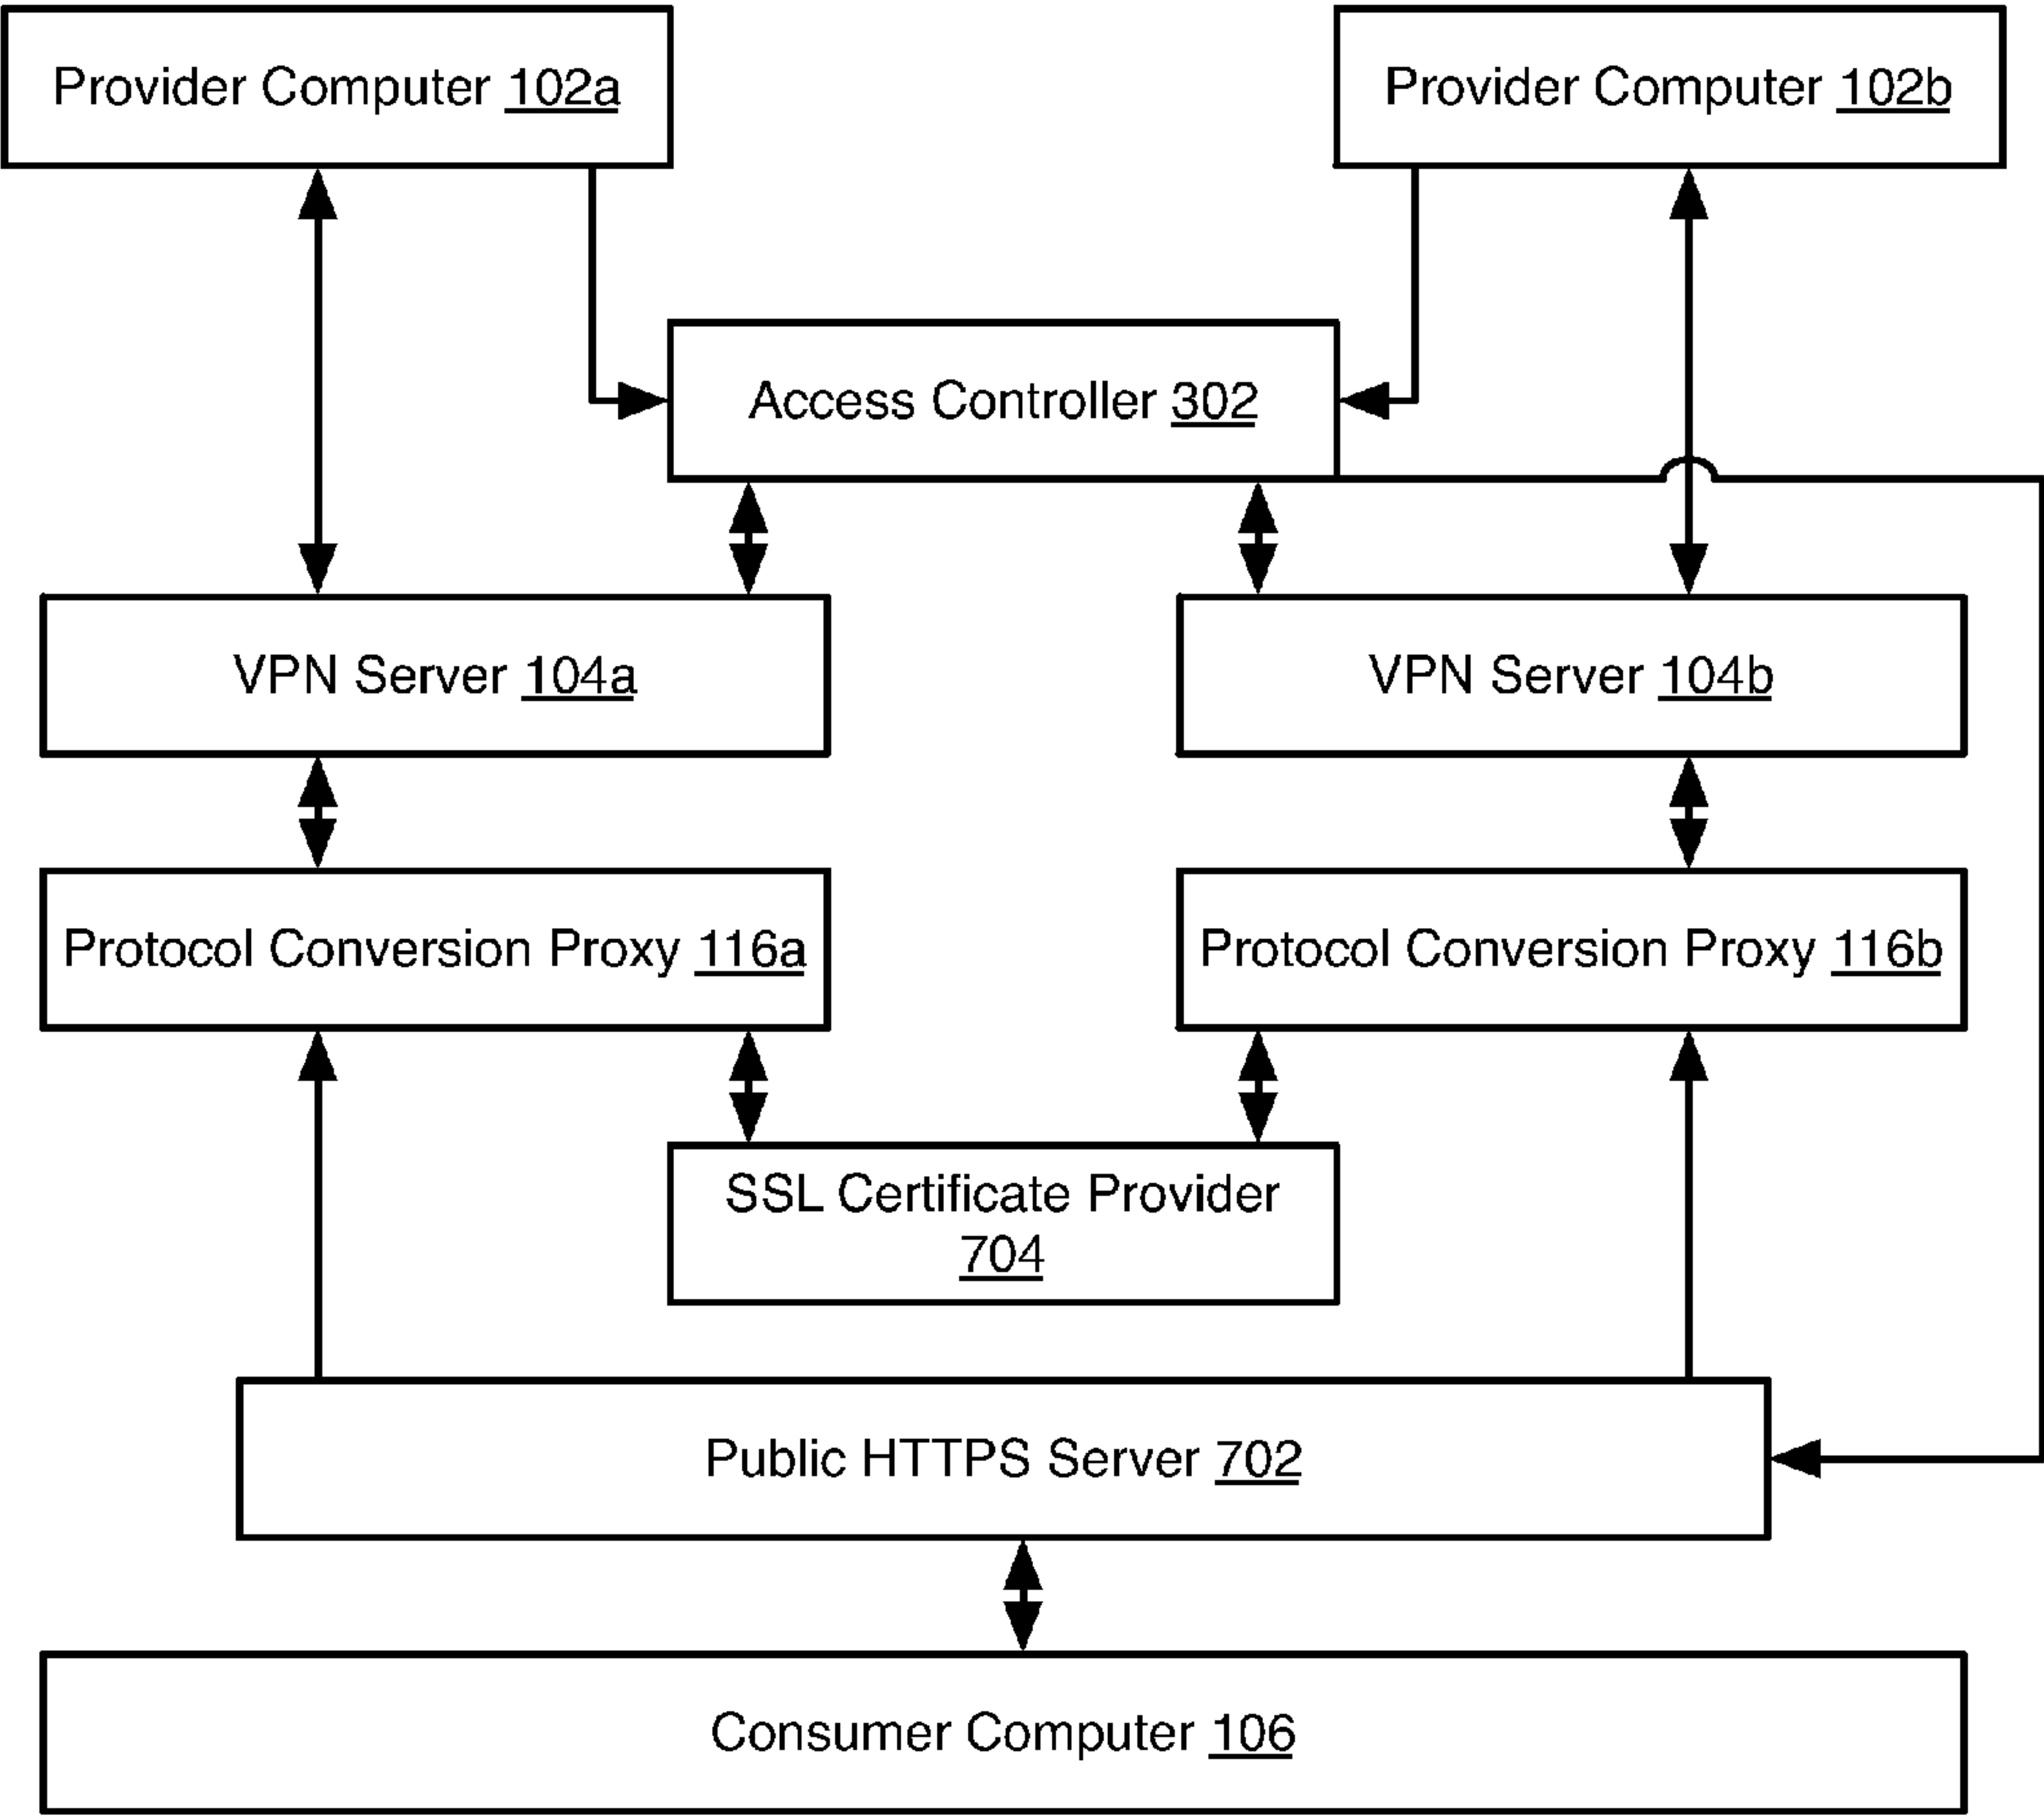 Provider Computer 102a
Provider Computer 102b
Access Controller 302
VPN Server 104a
VPN Server 104b
Protocol Conversion Proxy 116a
Protocol Conversion Proxy 116b
SSL Certificate Provider
704
Public HTTPS Server 702
Consumer Computer 106